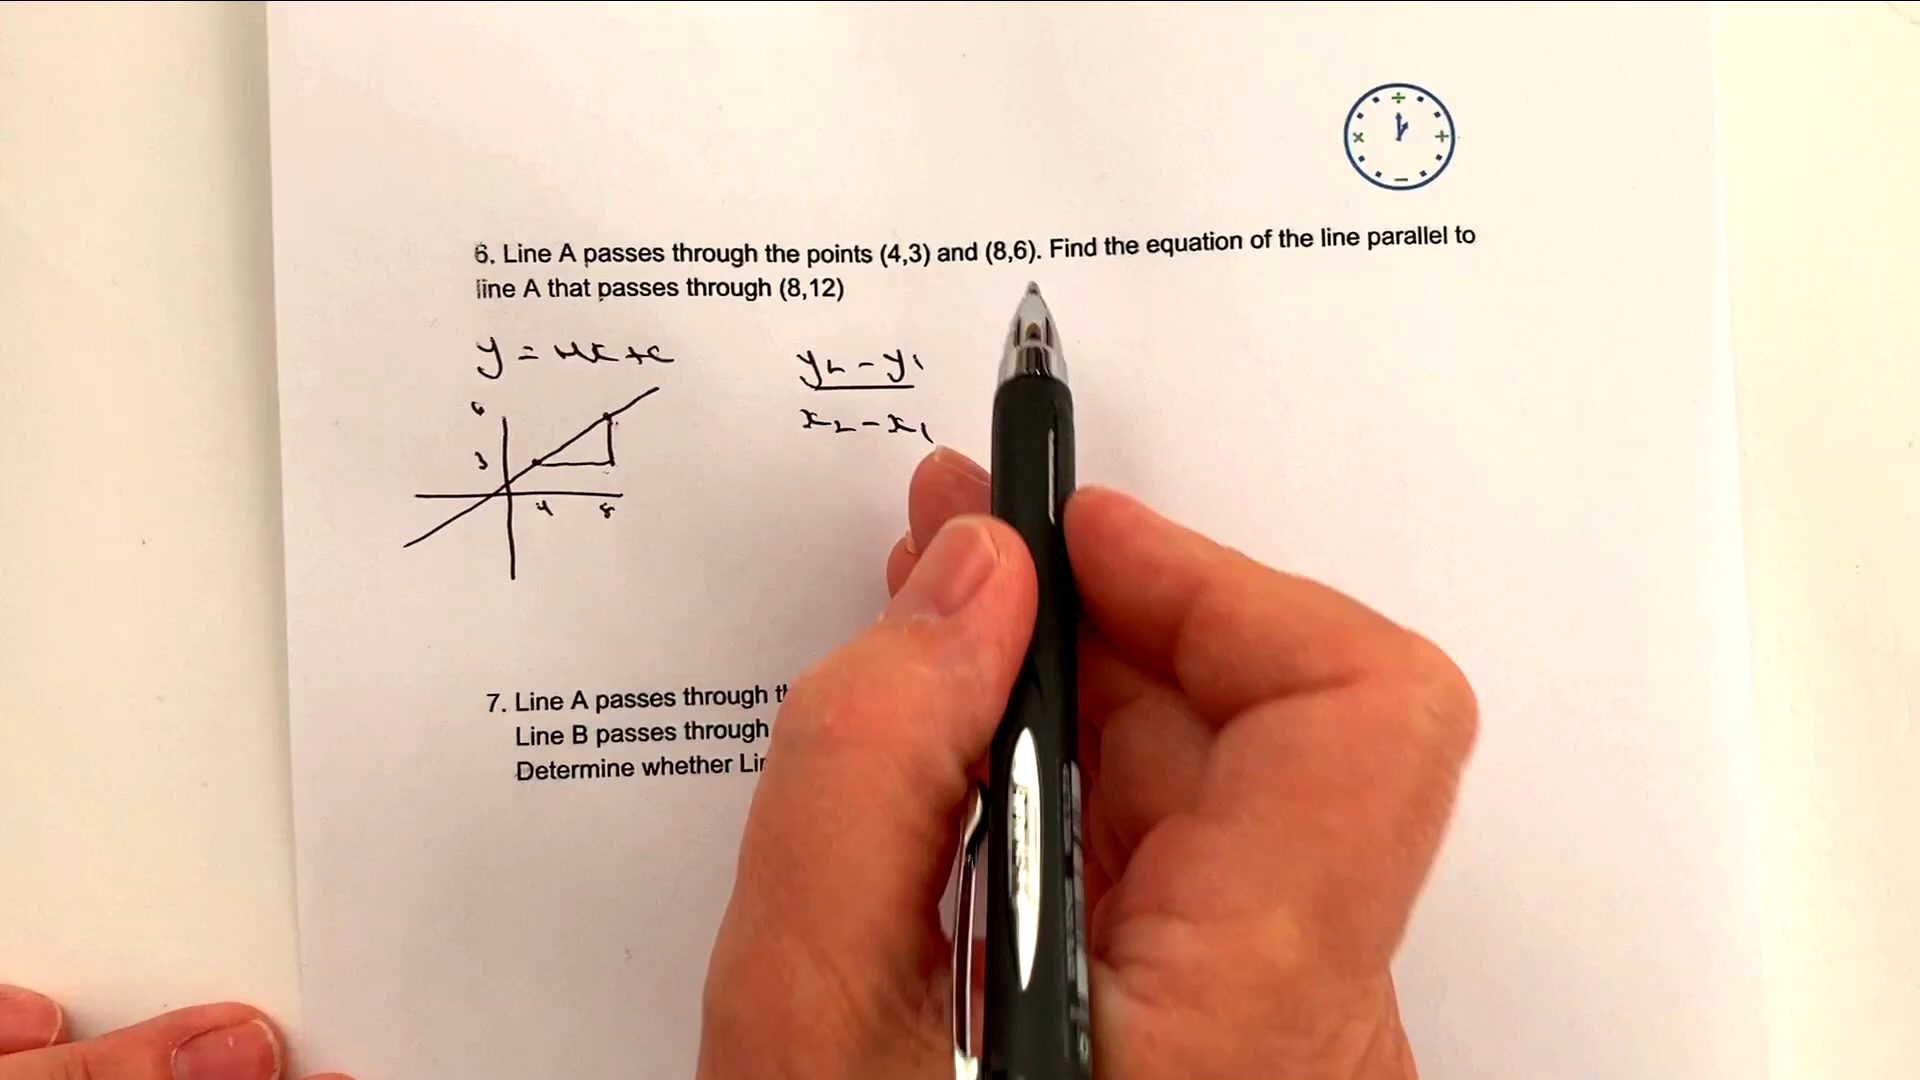 6. Line A passes through the points (4,3) and (8,6). Find the equation of the line parallel to
line A that passes through (8,12)
y = mx + c
y₂ - y₁
x₂ - x₁
6
3
4 8
7. Line A passes through
Line B passes through
Determine whether